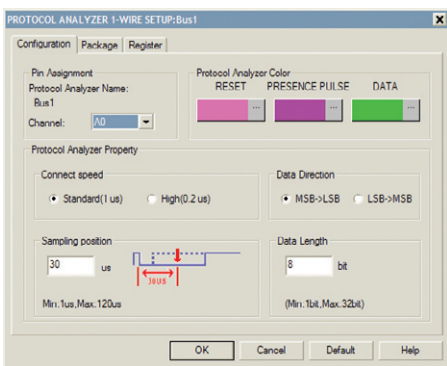 PROTOCOL ANALYZER 1-WIRE SETUP:Bus1
Configuration Package Register
Pin Assignment
Protocol Analyzer Name:
Bus1
Channel: A0
Protocol Analyzer Color
RESET PRESENCE PULSE DATA
... ... ...
Protocol Analyzer Property
Connect speed
Standard(1 us) High(0.2 us)
Data Direction
MSB->LSB LSB->MSB
Sampling position
30 us
30US
Min.1us,Max.120us
Data Length
8 bit
(Min.1bit,Max.32bit)
OK Cancel Default Help